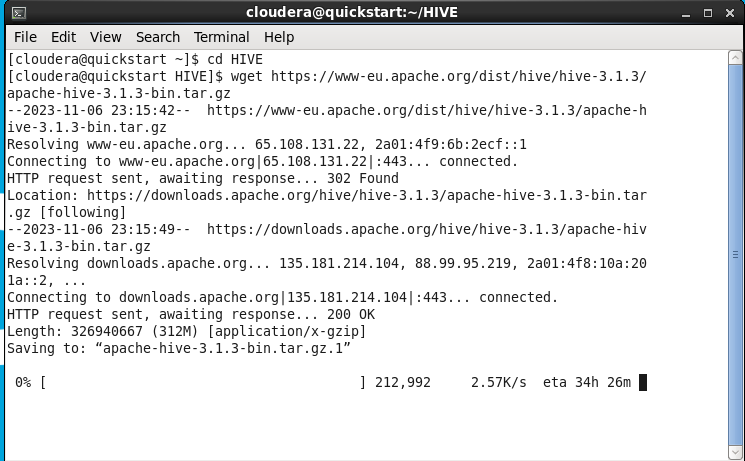 cloudera@quickstart:~/HIVE
File Edit View Search Terminal Help
[cloudera@quickstart ~]$ cd HIVE
[cloudera@quickstart HIVE]$ wget https://www-eu.apache.org/dist/hive/hive-3.1.3/
apache-hive-3.1.3-bin.tar.gz
--2023-11-06 23:15:42--  https://www-eu.apache.org/dist/hive/hive-3.1.3/apache-h
ive-3.1.3-bin.tar.gz
Resolving www-eu.apache.org... 65.108.131.22, 2a01:4f9:6b:2ecf::1
Connecting to www-eu.apache.org|65.108.131.22|:443... connected.
HTTP request sent, awaiting response... 302 Found
Location: https://downloads.apache.org/hive/hive-3.1.3/apache-hive-3.1.3-bin.tar
.gz [following]
--2023-11-06 23:15:49--  https://downloads.apache.org/hive/hive-3.1.3/apache-hiv
e-3.1.3-bin.tar.gz
Resolving downloads.apache.org... 135.181.214.104, 88.99.95.219, 2a01:4f8:10a:20
1a::2, ...
Connecting to downloads.apache.org|135.181.214.104|:443... connected.
HTTP request sent, awaiting response... 200 OK
Length: 326940667 (312M) [application/x-gzip]
Saving to: “apache-hive-3.1.3-bin.tar.gz.1”
 0% [                                       ] 212,992     2.57K/s  eta 34h 26m